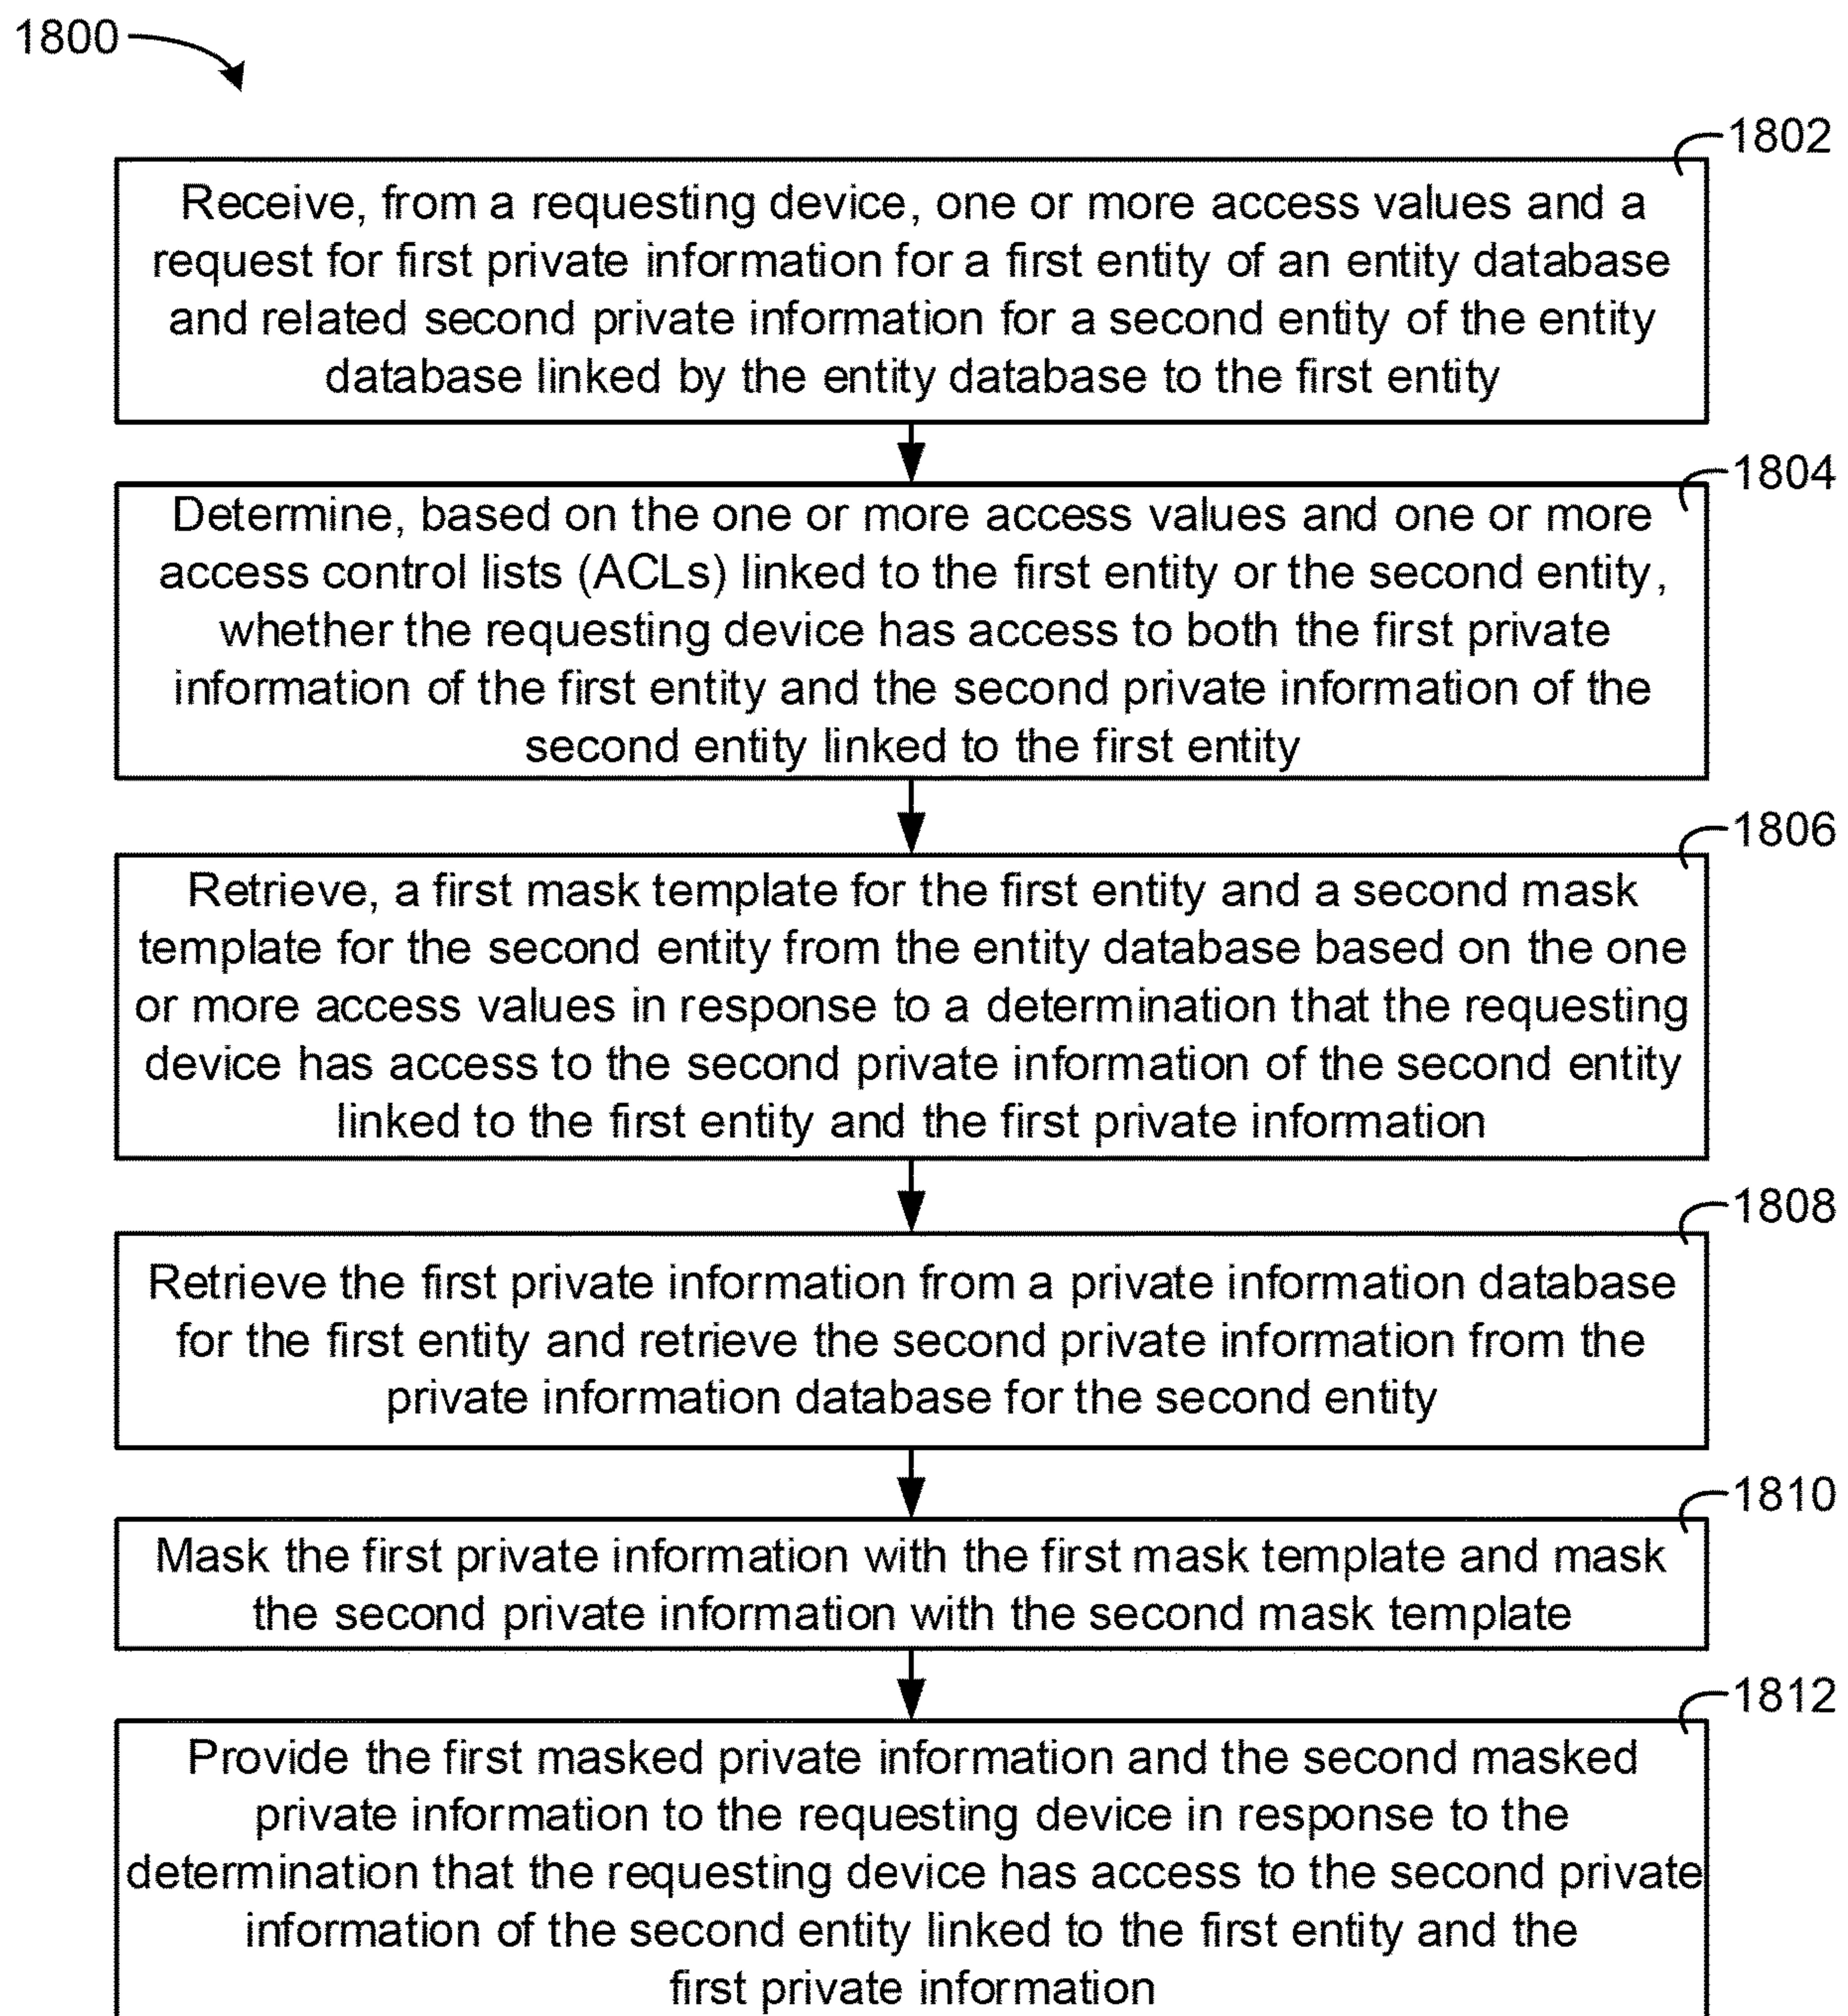 1800
1802
Receive, from a requesting device, one or more access values and a
request for first private information for a first entity of an entity database
and related second private information for a second entity of the entity
database linked by the entity database to the first entity
1804
Determine, based on the one or more access values and one or more
access control lists (ACLs) linked to the first entity or the second entity,
whether the requesting device has access to both the first private
information of the first entity and the second private information of the
second entity linked to the first entity
1806
Retrieve, a first mask template for the first entity and a second mask
template for the second entity from the entity database based on the one
or more access values in response to a determination that the requesting
device has access to the second private information of the second entity
linked to the first entity and the first private information
1808
Retrieve the first private information from a private information database
for the first entity and retrieve the second private information from the
private information database for the second entity
1810
Mask the first private information with the first mask template and mask
the second private information with the second mask template
1812
Provide the first masked private information and the second masked
private information to the requesting device in response to the
determination that the requesting device has access to the second private
information of the second entity linked to the first entity and the
first private information